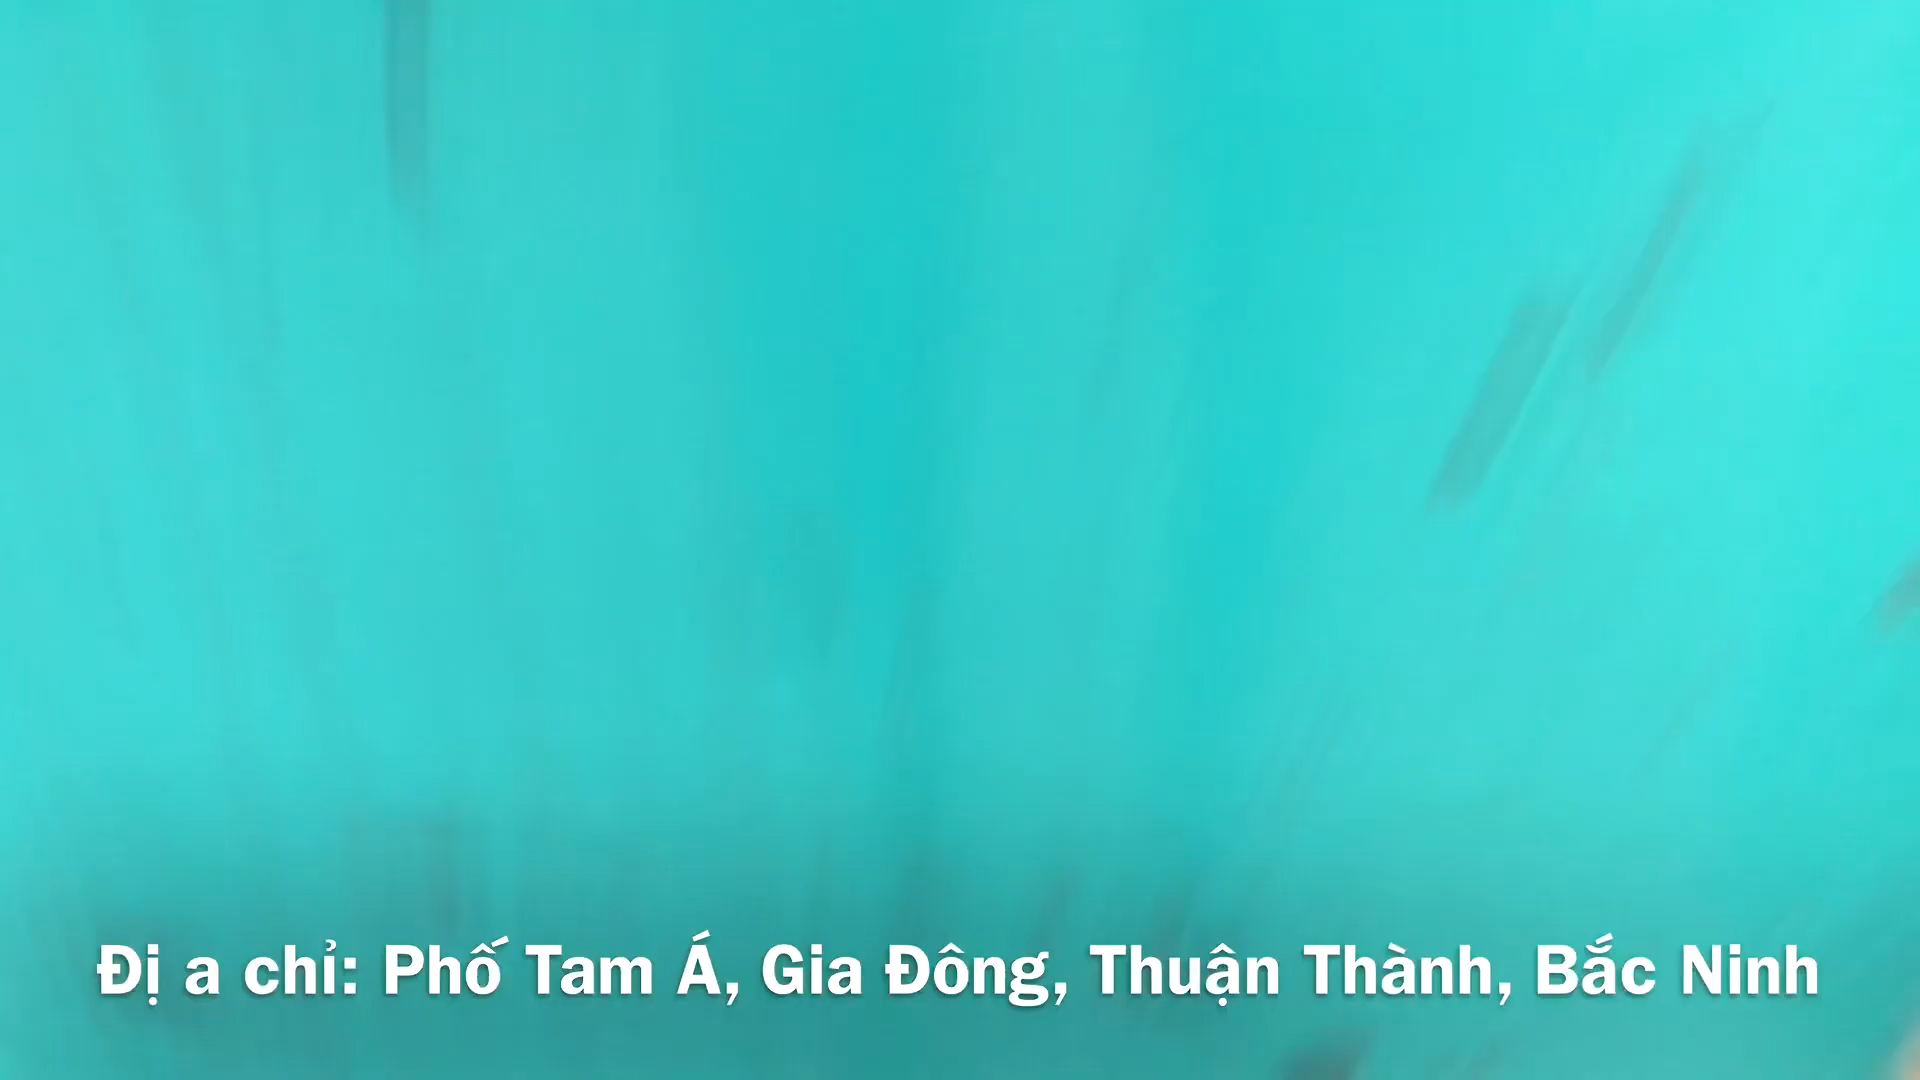 Đị a chỉ: Phố Tam Á, Gia Đông, Thuận Thành, Bắc Ninh